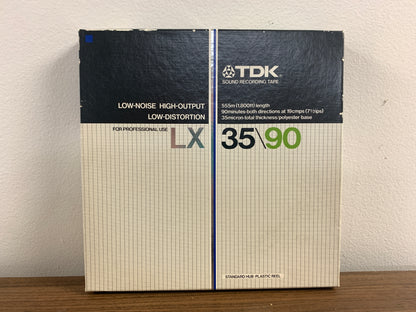 TDK
SOUND RECORDING TAPE
LOW-NOISE HIGH-OUTPUT
LOW-DISTORTION
555m (1,800ft) length
90minutes-both directions at 19cmps (7½ips)
35micron-total thickness/polyester base
FOR PROFESSIONAL USE
LX 35\90
STANDARD HUB PLASTIC REEL